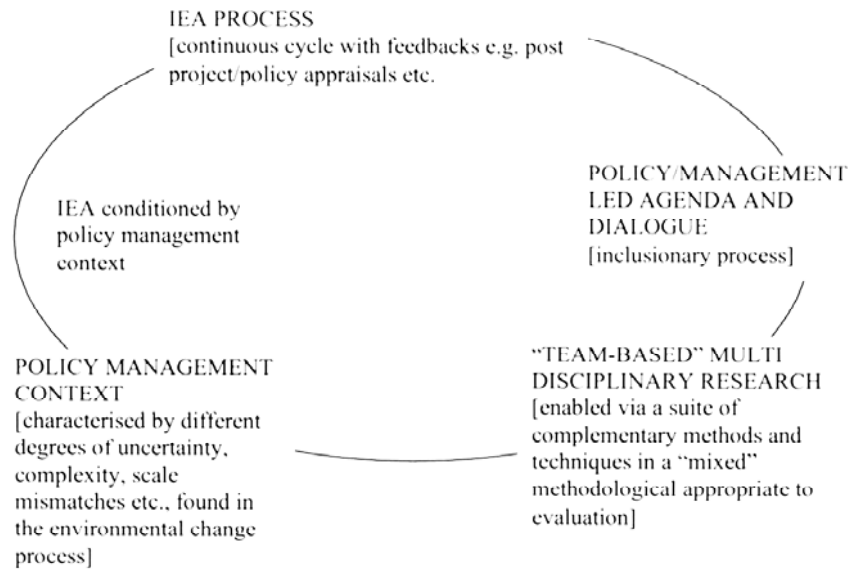 IEA PROCESS
[continuous cycle with feedbacks e.g. post
project/policy appraisals etc.
POLICY/MANAGEMENT
LED AGENDA AND
DIALOGUE
[inclusionary process]
IEA conditioned by
policy management
context
"TEAM-BASED" MULTI
DISCIPLINARY RESEARCH
[enabled via a suite of
complementary methods and
techniques in a "mixed"
methodological appropriate to
evaluation]
POLICY MANAGEMENT
CONTEXT
[characterised by different
degrees of uncertainty,
complexity, scale
mismatches etc., found in
the environmental change
process]